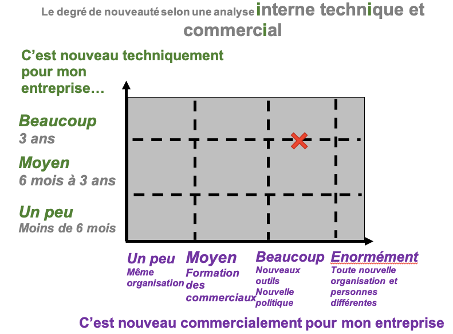 Le degré de nouveauté selon une analyse interne technique et
commercial
C'est nouveau techniquement
pour mon
entreprise…
Beaucoup
3 ans
Moyen
6 mois à 3 ans
Un peu
Moins de 6 mois
Un peu
Même
organisation
Moyen
Formation
des
commerciaux
Beaucoup
Nouveaux
outils
Nouvelle
politique
Enormément
Toute nouvelle
organisation et
personnes
différentes
C'est nouveau commercialement pour mon entreprise